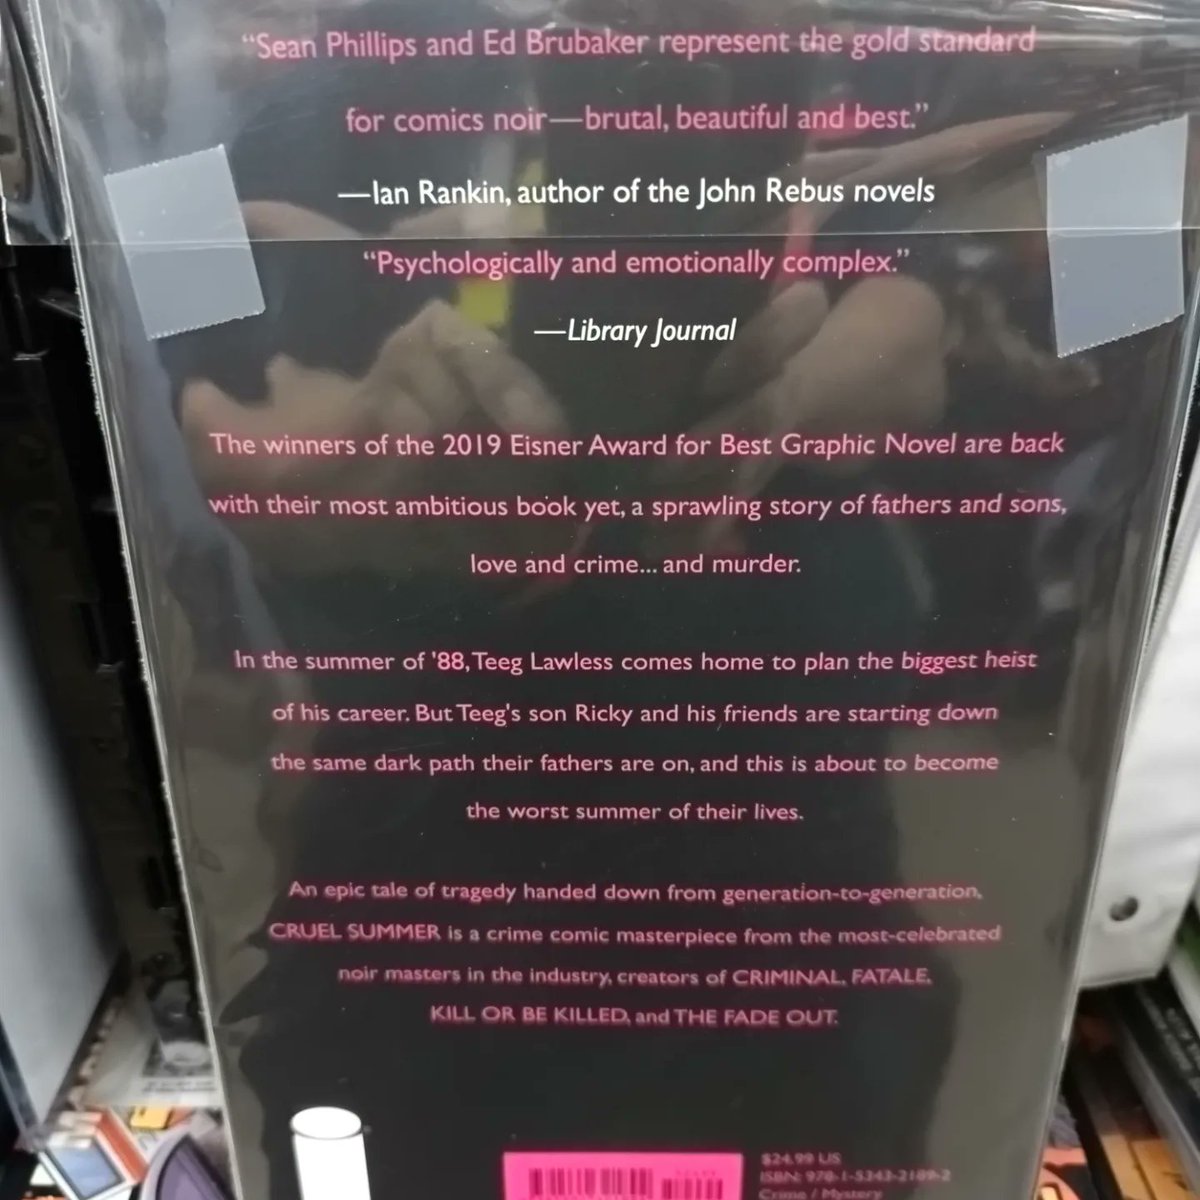 “Sean Phillips and Ed Brubaker represent the gold standard
for comics noir—brutal, beautiful and best.”
—Ian Rankin, author of the John Rebus novels
“Psychologically and emotionally complex.”
—Library Journal
The winners of the 2019 Eisner Award for Best Graphic Novel are back
with their most ambitious book yet, a sprawling story of fathers and sons,
love and crime... and murder.
In the summer of '88, Teeg Lawless comes home to plan the biggest heist
of his career. But Teeg's son Ricky and his friends are starting down
the same dark path their fathers are on, and this is about to become
the worst summer of their lives.
An epic tale of tragedy handed down from generation-to-generation,
CRUEL SUMMER is a crime comic masterpiece from the most-celebrated
noir masters in the industry, creators of CRIMINAL, FATALE,
KILL OR BE KILLED, and THE FADE OUT.
$24.99 US
ISBN: 978-1-5343-2189-2
Crime / Mystery